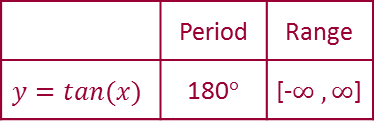 Period Range
y = tan(x) 180° [-∞ , ∞]